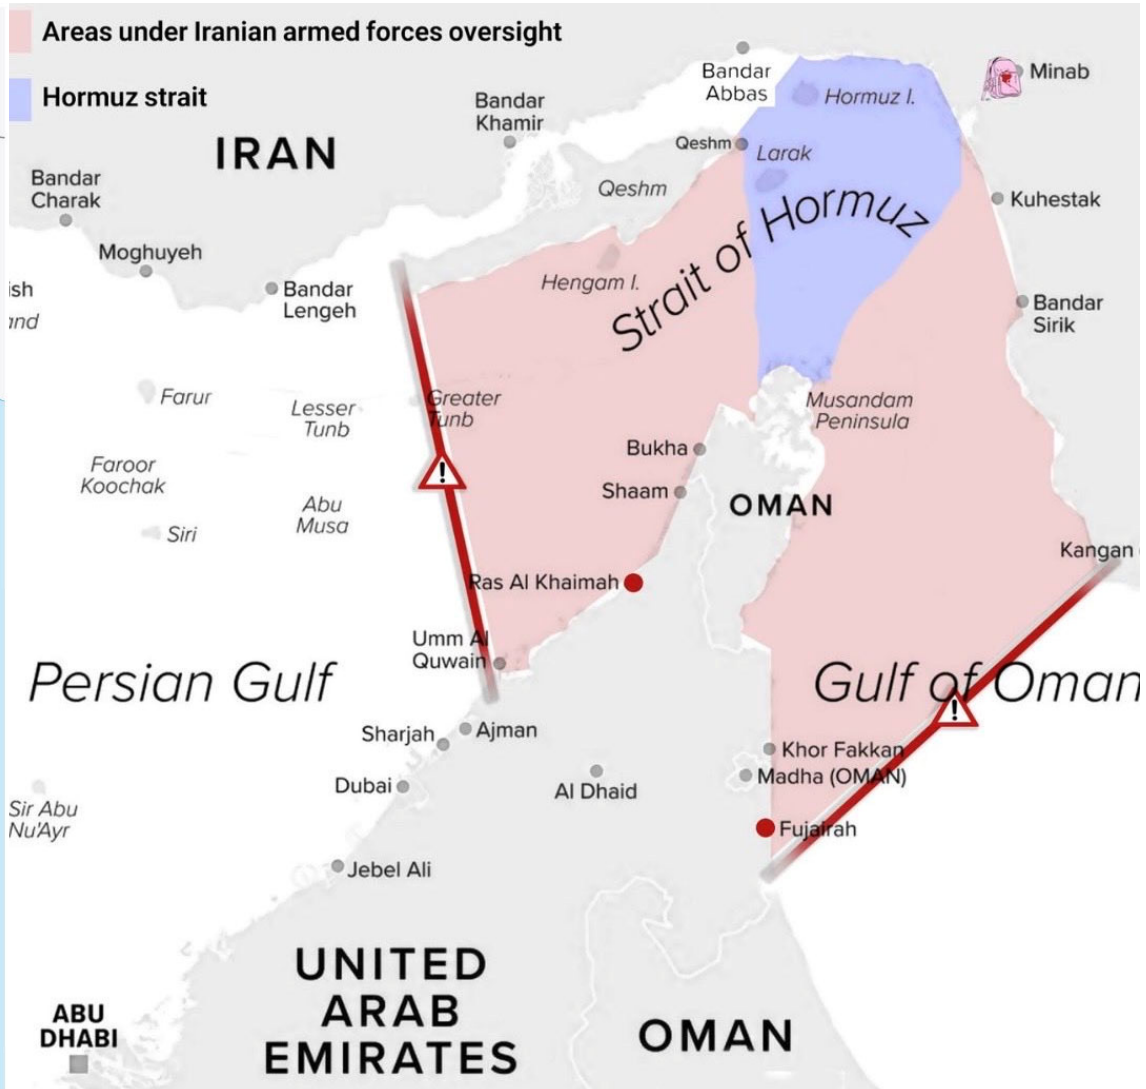 Areas under Iranian armed forces oversight
Hormuz strait
Bandar
Abbas
Hormuz I.
Minab
Bandar
Khamir
IRAN
Qeshm
Larak
Bandar
Charak
Qeshm
Kuhestak
Strait of Hormuz
Moghuyeh
Hengam I.
ish
and
Bandar
Lengeh
Bandar
Sirik
Farur
Lesser
Tunb
Greater
Tunb
Musandam
Peninsula
Bukha
Faroor
Koochak
Shaam
Abu
Musa
OMAN
Siri
Kangan
Ras Al Khaimah
Umm Al
Quwain
Persian Gulf
Gulf of Oman
Sharjah
Ajman
Khor Fakkan
Madha (OMAN)
Dubai
Al Dhaid
Sir Abu
Nu'Ayr
Fujairah
Jebel Ali
UNITED
ARAB
EMIRATES
ABU
DHABI
OMAN